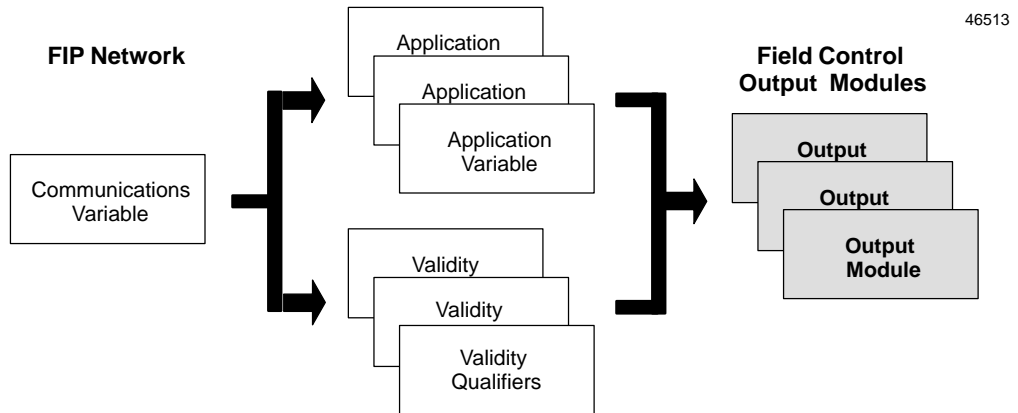 46513
FIP Network
Communications
Variable
Application
Application
Application
Variable
Validity
Validity
Validity
Qualifiers
Field Control
Output Modules
Output
Output
Output
Module